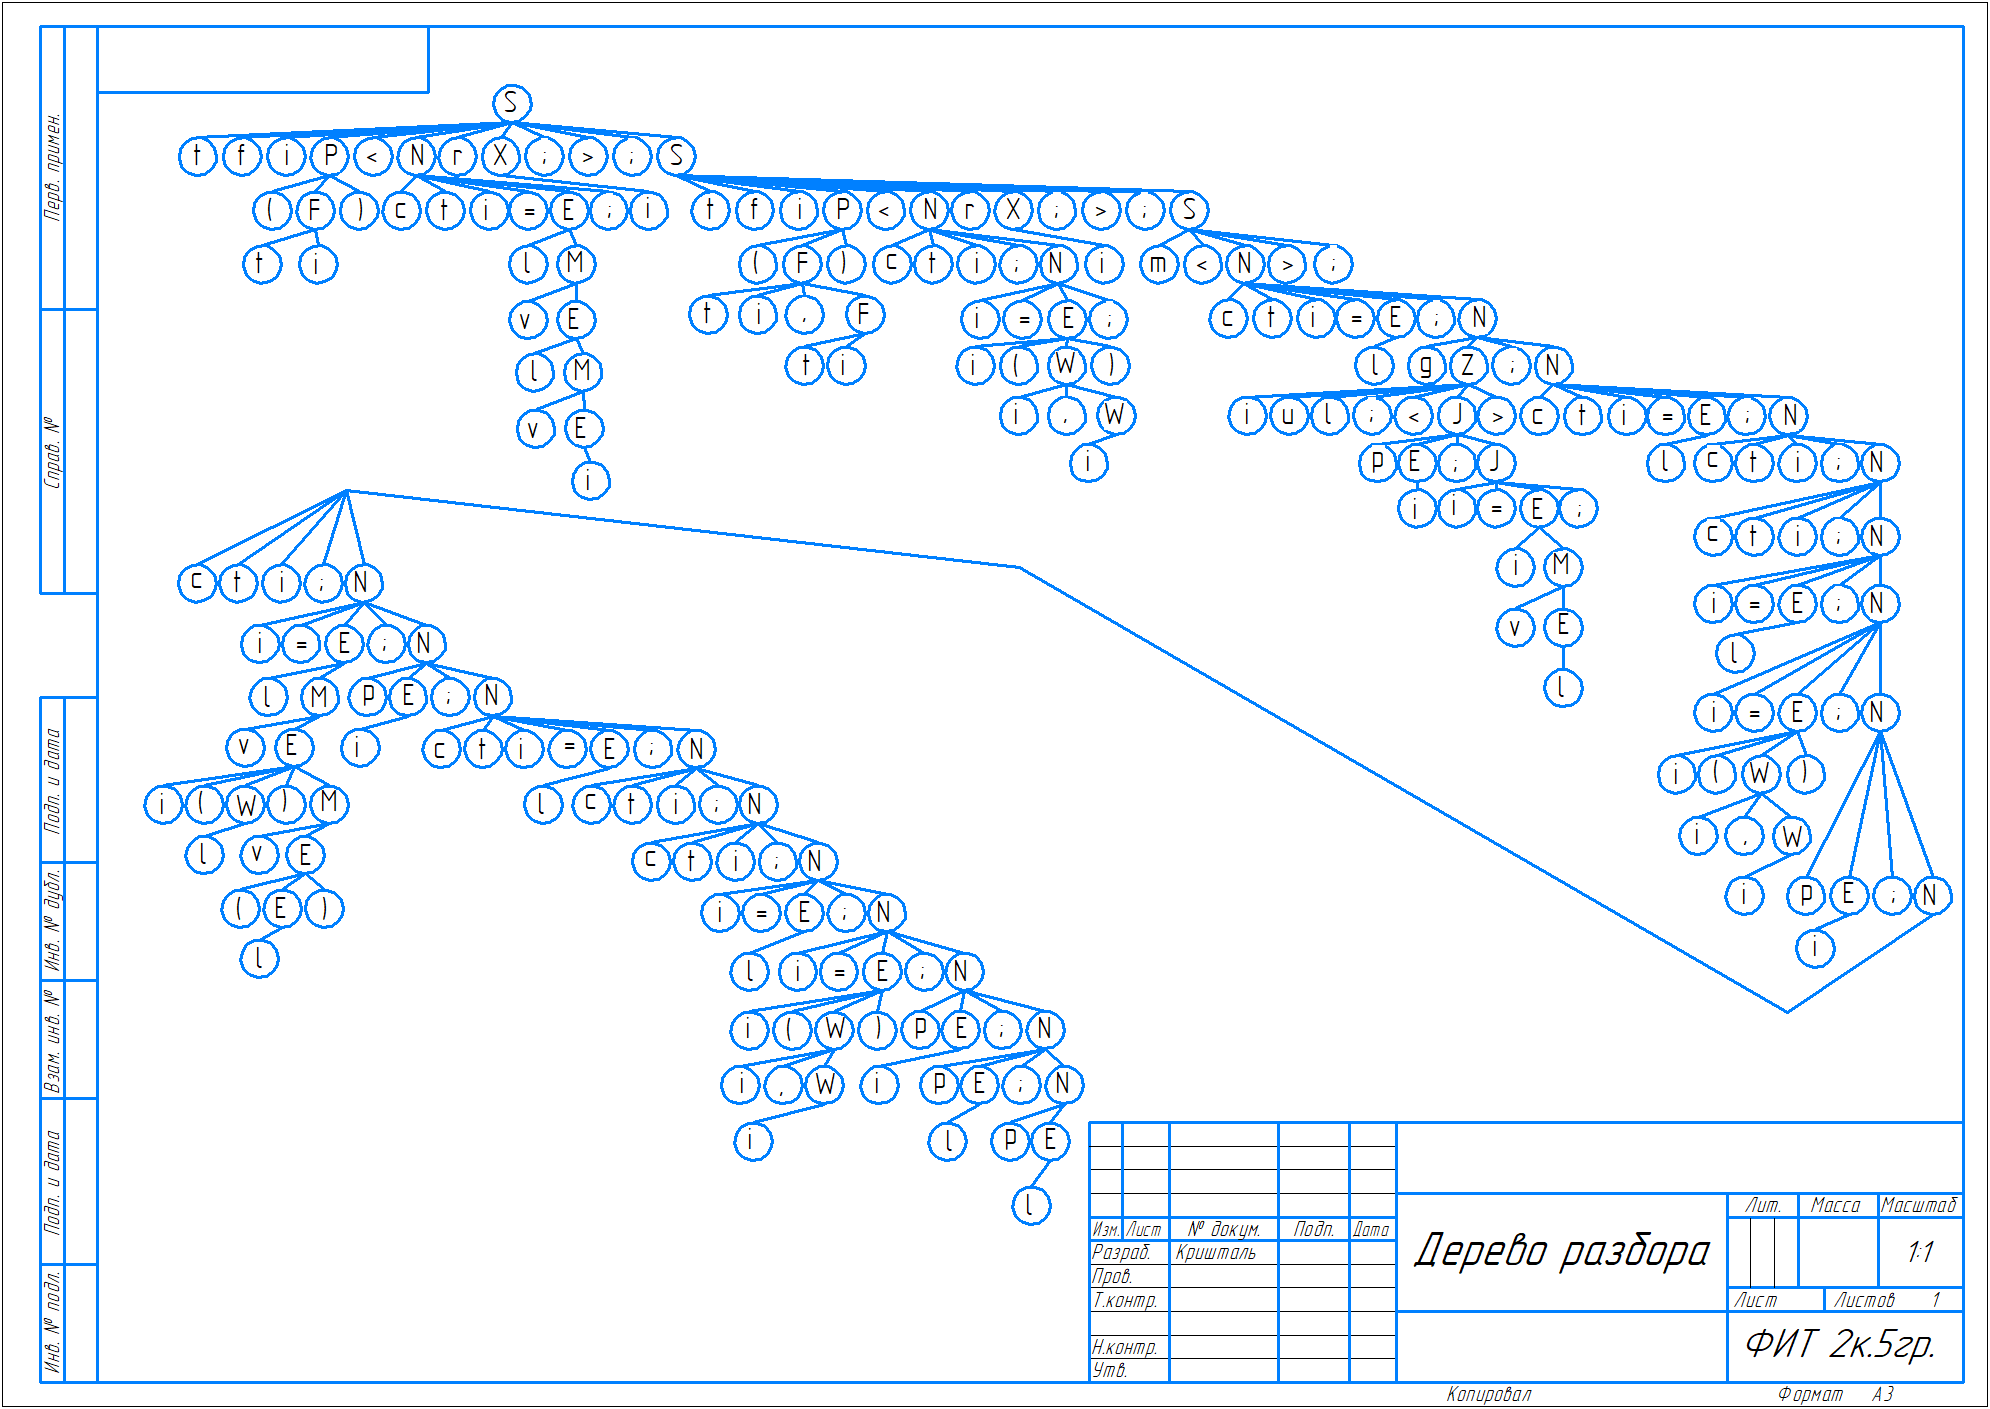 S
t f i P < N r X ; > ; S
( F ) c t i = E ; i t f i P < N r X ; > ; S
t i l M ( F ) c t i ; N i m < N > ;
v E t i , F i = E ; c t i = E ; N
l M t i i ( W ) l g Z ; N
v E i , W i u l ; < J > c t i = E ; N
i i p E ; J l c t i ; N
i i = E ; c t i ; N
c t i ; N i M i = E ; N
i = E ; N v E l
l M P E ; N l i = E ; N
v E i c t i = E ; N i ( W )
i ( W ) M l c t i ; N i , W
l v E c t i ; N i P E ; N
( E ) i = E ; N i
l l i = E ; N
i ( W ) P E ; N
i , W i P E ; N
i l P E
l
Перв. примен.
Справ. №
Подп. и дата
Инв. № дубл.
Взам. инв. №
Подп. и дата
Инв. № подл.
Изм. Лист № докум. Подп. Дата
Разраб. Кришталь
Пров.
Т.контр.
Н.контр.
Утв.
Дерево разбора
Лит. Масса Масштаб
1:1
Лист Листов 1
ФИТ 2к.5гр.
Копировал Формат А3